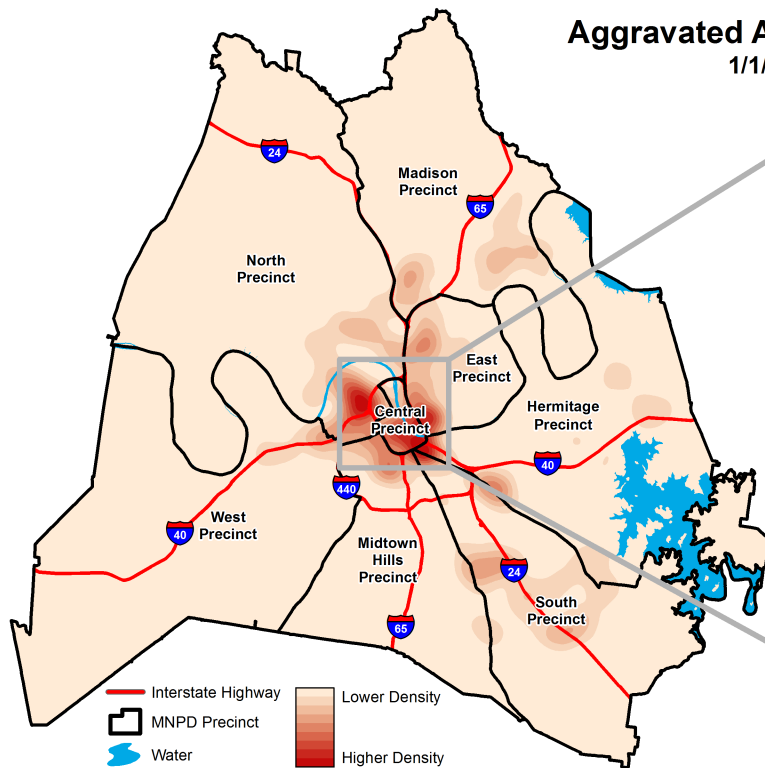 Aggravated A
1/1/
24
Madison
Precinct
65
North
Precinct
East
Precinct
Hermitage
Precinct
Central
Precinct
40
440
West
Precinct
40
Midtown
Hills
Precinct
24
South
Precinct
65
Interstate Highway
MNPD Precinct
Water
Lower Density
Higher Density